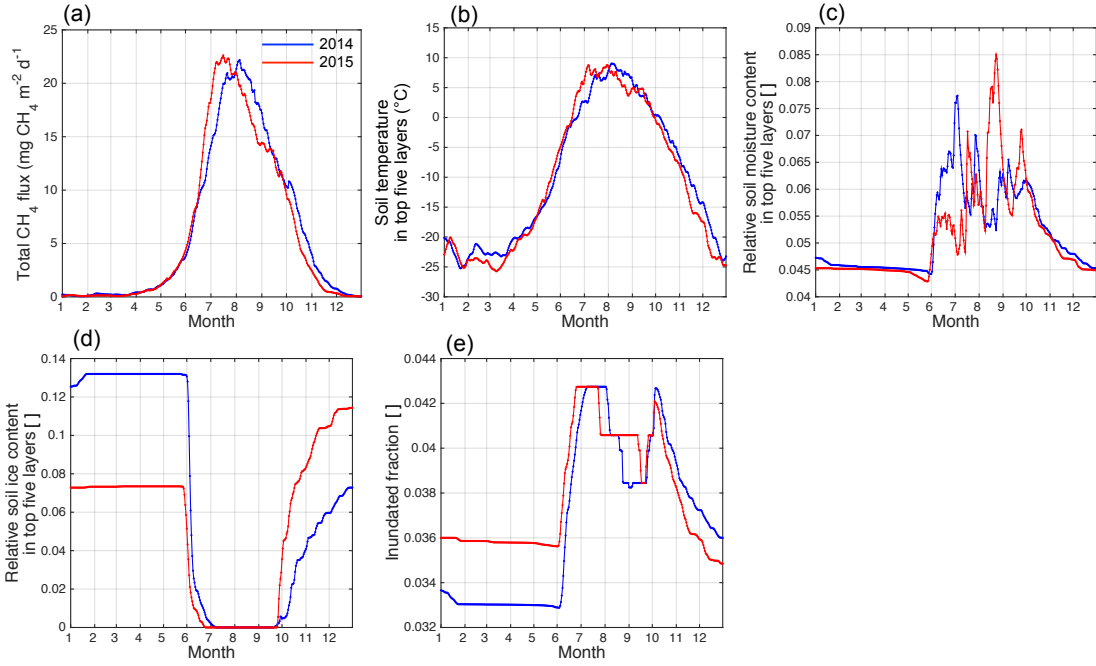 (a)
Total CH4 flux (mg CH4 m-2 d-1)
25
20
15
10
5
0
1 2 3 4 5 6 7 8 9 10 11 12
Month
2014
2015
(b)
Soil temperature
in top five layers (°C)
20
15
10
5
0
-5
-10
-15
-20
-25
-30
1 2 3 4 5 6 7 8 9 10 11 12
Month
(c)
Relative soil moisture content
in top five layers [ ]
0.09
0.085
0.08
0.075
0.07
0.065
0.06
0.055
0.05
0.045
0.04
1 2 3 4 5 6 7 8 9 10 11 12
Month
(d)
Relative soil ice content
in top five layers [ ]
0.14
0.12
0.1
0.08
0.06
0.04
0.02
0
1 2 3 4 5 6 7 8 9 10 11 12
Month
(e)
Inundated fraction [ ]
0.044
0.042
0.04
0.038
0.036
0.034
0.032
1 2 3 4 5 6 7 8 9 10 11 12
Month